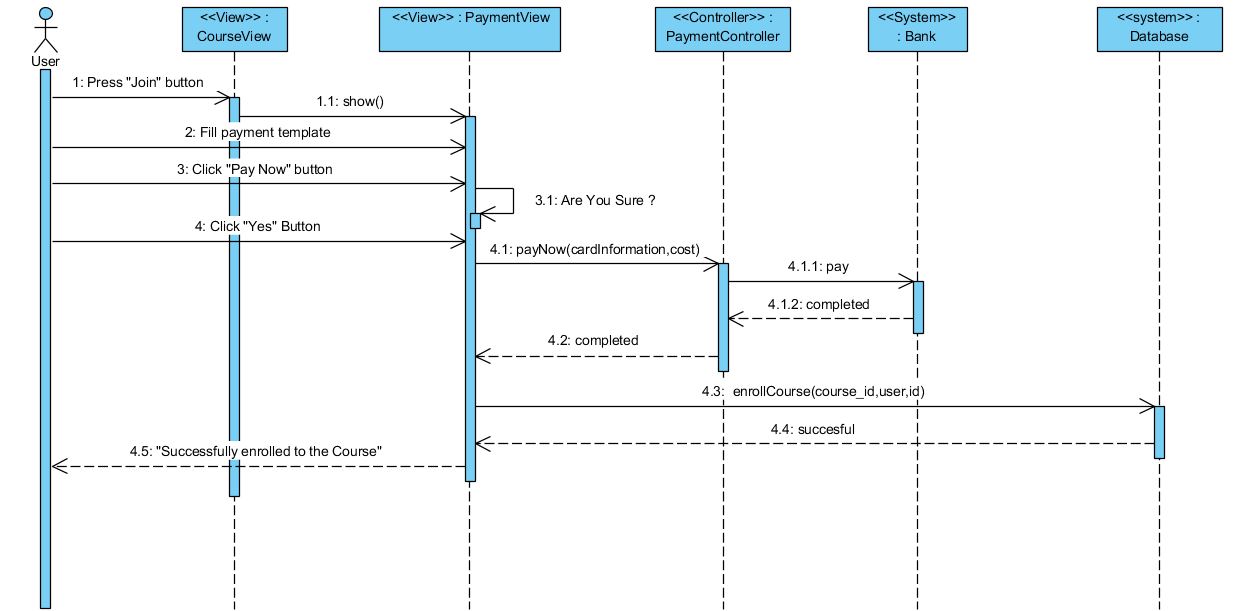 <<View>> :
CourseView
<<View>> : PaymentView
<<Controller>> :
PaymentController
<<System>>
: Bank
<<system>> :
Database
User
1: Press "Join" button
1.1: show()
2: Fill payment template
3: Click "Pay Now" button
3.1: Are You Sure ?
4: Click "Yes" Button
4.1: payNow(cardInformation,cost)
4.1.1: pay
4.1.2: completed
4.2: completed
4.3:  enrollCourse(course_id,user,id)
4.4: succesful
4.5: "Successfully enrolled to the Course"